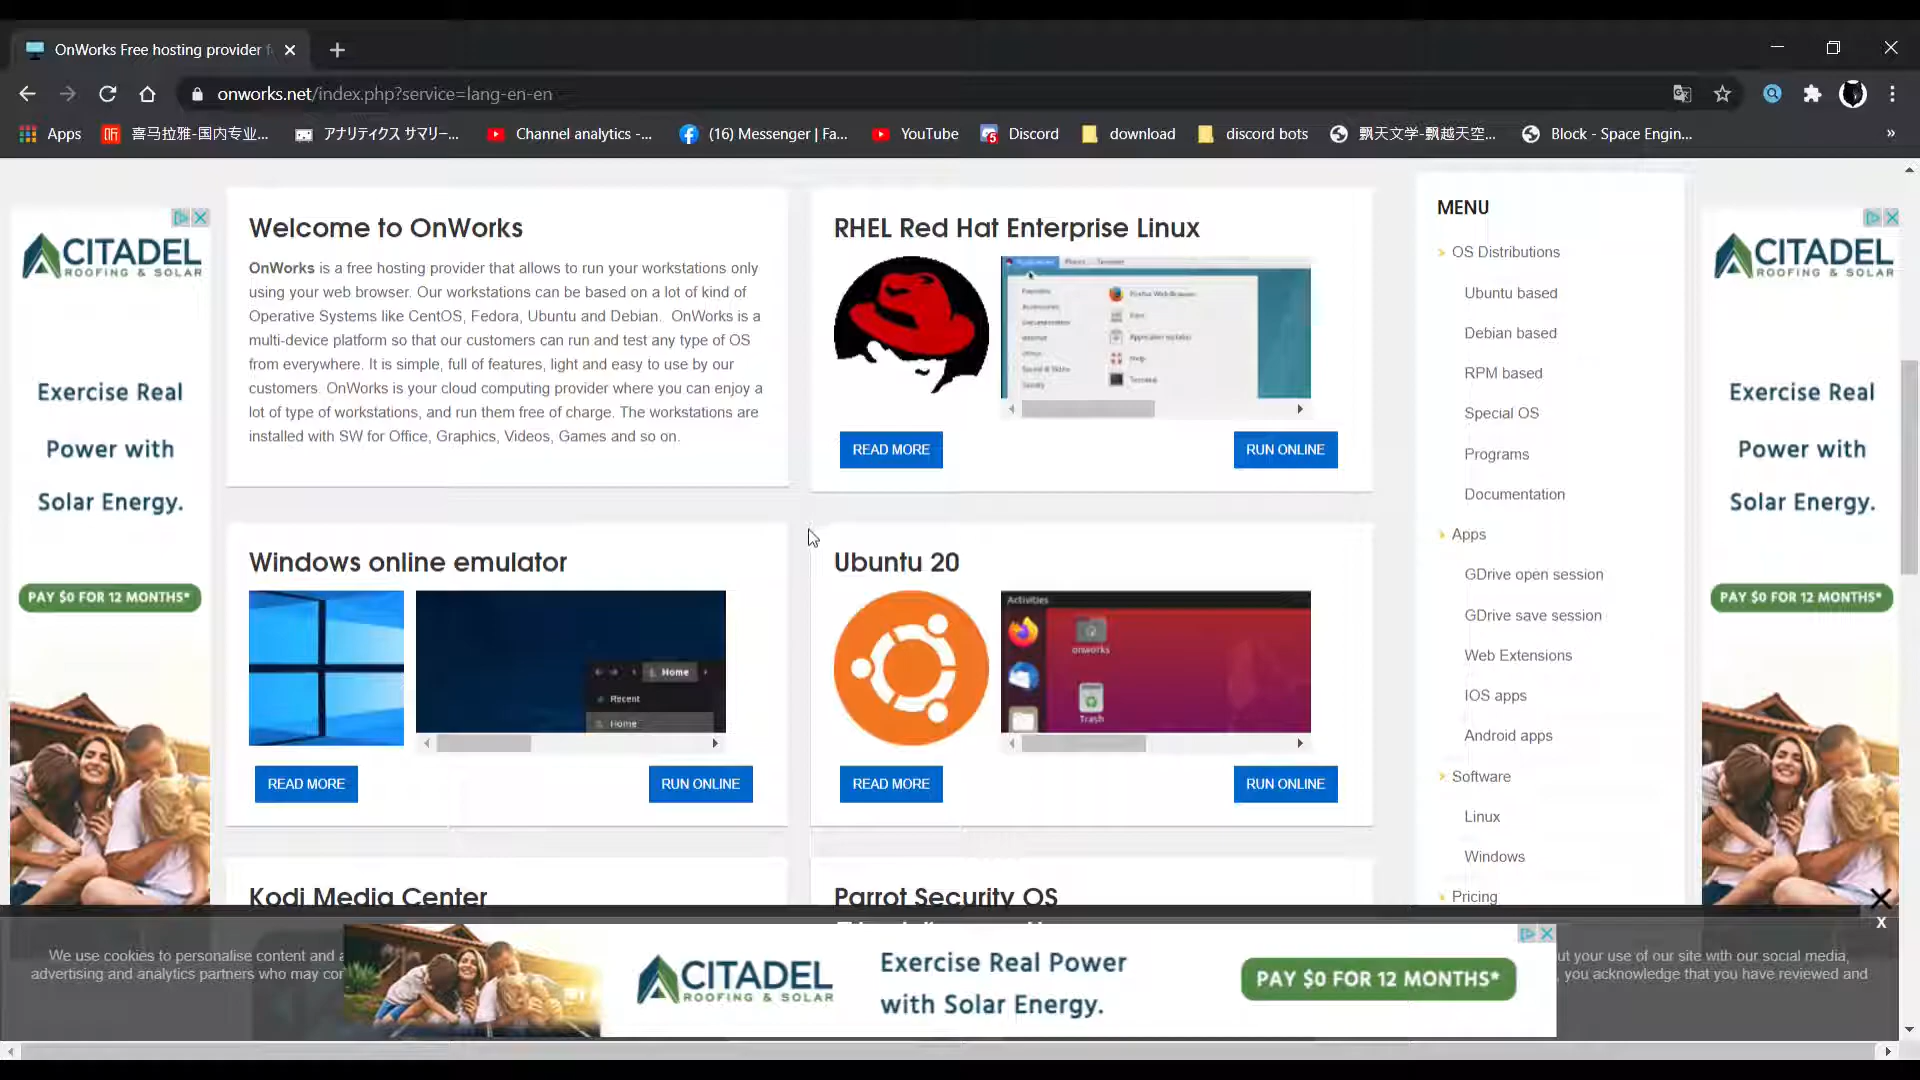 OnWorks Free hosting provider f
onworks.net/index.php?service=lang-en-en
Apps
喜马拉雅-国内专业...
アナリティクス サマリー...
Channel analytics -...
(16) Messenger | Fa...
YouTube
Discord
download
discord bots
飘天文学-飘越天空...
Block - Space Engin...
»
CITADEL
ROOFING & SOLAR
Exercise Real
Power with
Solar Energy.
PAY $0 FOR 12 MONTHS*
Welcome to OnWorks
OnWorks is a free hosting provider that allows to run your workstations only
using your web browser. Our workstations can be based on a lot of kind of
Operative Systems like CentOS, Fedora, Ubuntu and Debian. OnWorks is a
multi-device platform so that our customers can run and test any type of OS
from everywhere. It is simple, full of features, light and easy to use by our
customers. OnWorks is your cloud computing provider where you can enjoy a
lot of type of workstations, and run them free of charge. The workstations are
installed with SW for Office, Graphics, Videos, Games and so on.
RHEL Red Hat Enterprise Linux
Firefox Web Browser
Help
Terminal
READ MORE
RUN ONLINE
Windows online emulator
Home
Recent
Home
READ MORE
RUN ONLINE
Ubuntu 20
Activities
onworks
Trash
READ MORE
RUN ONLINE
Kodi Media Center
Parrot Security OS
MENU
OS Distributions
Ubuntu based
Debian based
RPM based
Special OS
Programs
Documentation
Apps
GDrive open session
GDrive save session
Web Extensions
IOS apps
Android apps
Software
Linux
Windows
Pricing
CITADEL
ROOFING & SOLAR
Exercise Real
Power with
Solar Energy.
PAY $0 FOR 12 MONTHS*
X
We use cookies to personalise content and a
advertising and analytics partners who may co
CITADEL
ROOFING & SOLAR
Exercise Real Power
with Solar Energy.
PAY $0 FOR 12 MONTHS*
ut your use of our site with our social media,
, you acknowledge that you have reviewed and